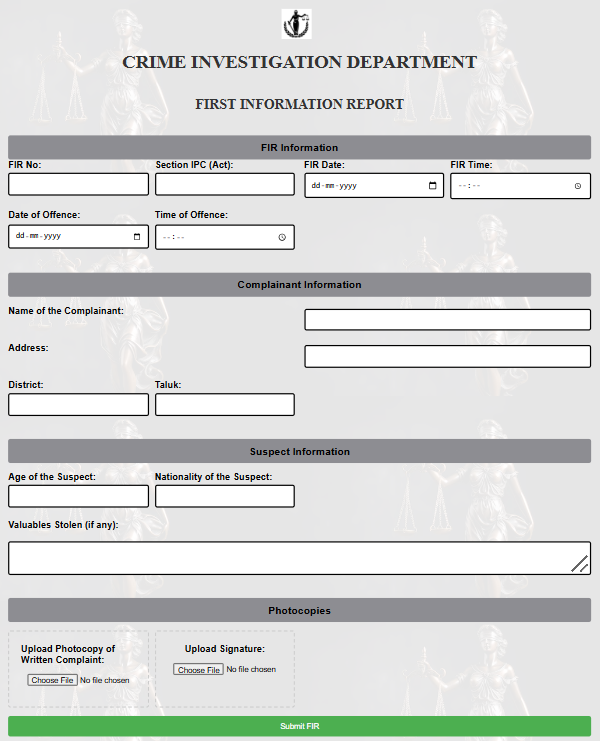 CRIME INVESTIGATION DEPARTMENT
FIRST INFORMATION REPORT
FIR Information
FIR No: Section IPC (Act): FIR Date: FIR Time:
dd-mm-yyyy --:--
Date of Offence: Time of Offence:
dd-mm-yyyy --:--
Complainant Information
Name of the Complainant:
Address:
District: Taluk:
Suspect Information
Age of the Suspect: Nationality of the Suspect:
Valuables Stolen (if any):
Photocopies
Upload Photocopy of
Written Complaint:
Choose File No file chosen
Upload Signature:
Choose File No file chosen
Submit FIR